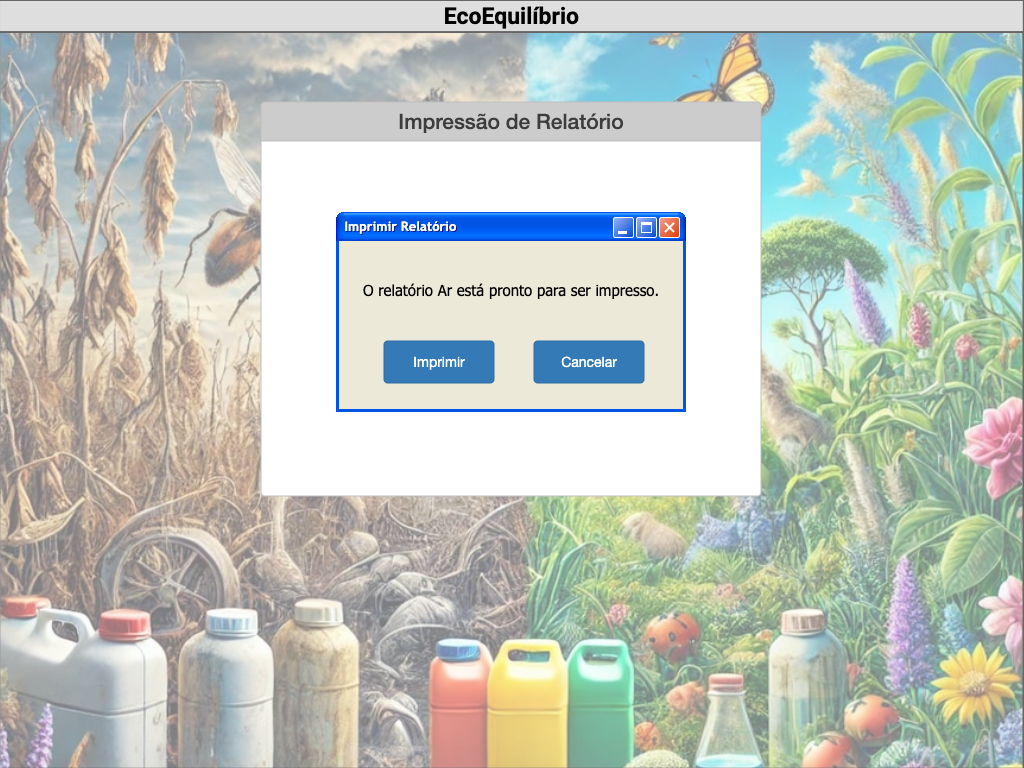 EcoEquilíbrio
Impressão de Relatório
Imprimir Relatório
O relatório Ar está pronto para ser impresso.
Imprimir
Cancelar